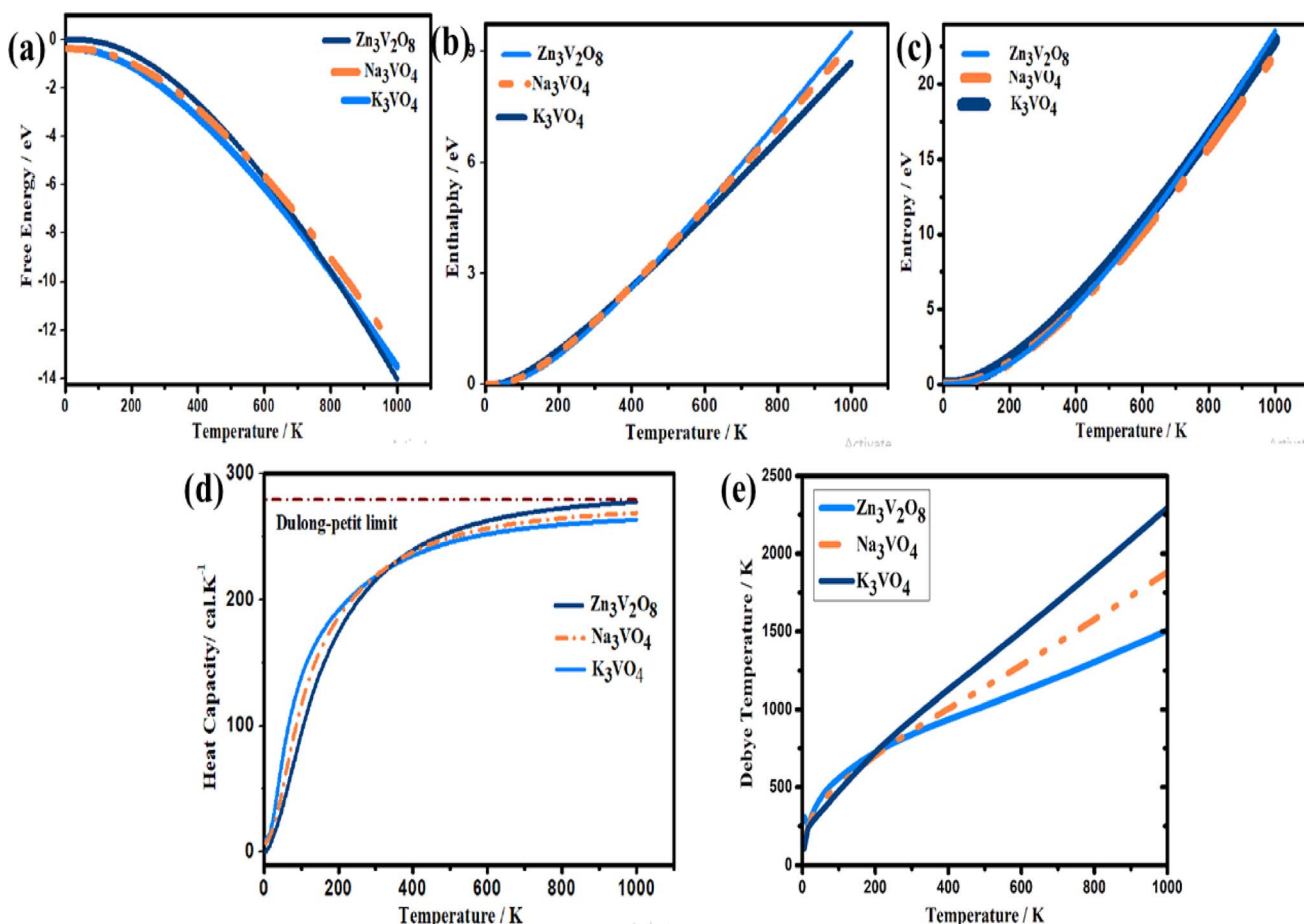 (a)
Zn3V2O8
Na3VO4
K3VO4
Free Energy / eV
0
-2
-4
-6
-8
-10
-12
-14
0 200 400 600 800 1000
Temperature / K
(b)
Zn3V2O8
Na3VO4
K3VO4
Enthalphy / eV
9
6
3
0
0 200 400 600 800 1000
Temperature / K
Activate
(c)
Zn3V2O8
Na3VO4
K3VO4
Entropy / eV
20
15
10
5
0
0 200 400 600 800 1000
Temperature / K
(d)
Dulong-petit limit
Zn3V2O8
Na3VO4
K3VO4
Heat Capacity/ cal.K⁻¹
300
200
100
0
0 200 400 600 800 1000
Temperature / K
(e)
Zn3V2O8
Na3VO4
K3VO4
Debye Temperature / K
2500
2000
1500
1000
500
0
0 200 400 600 800 1000
Temperature / K